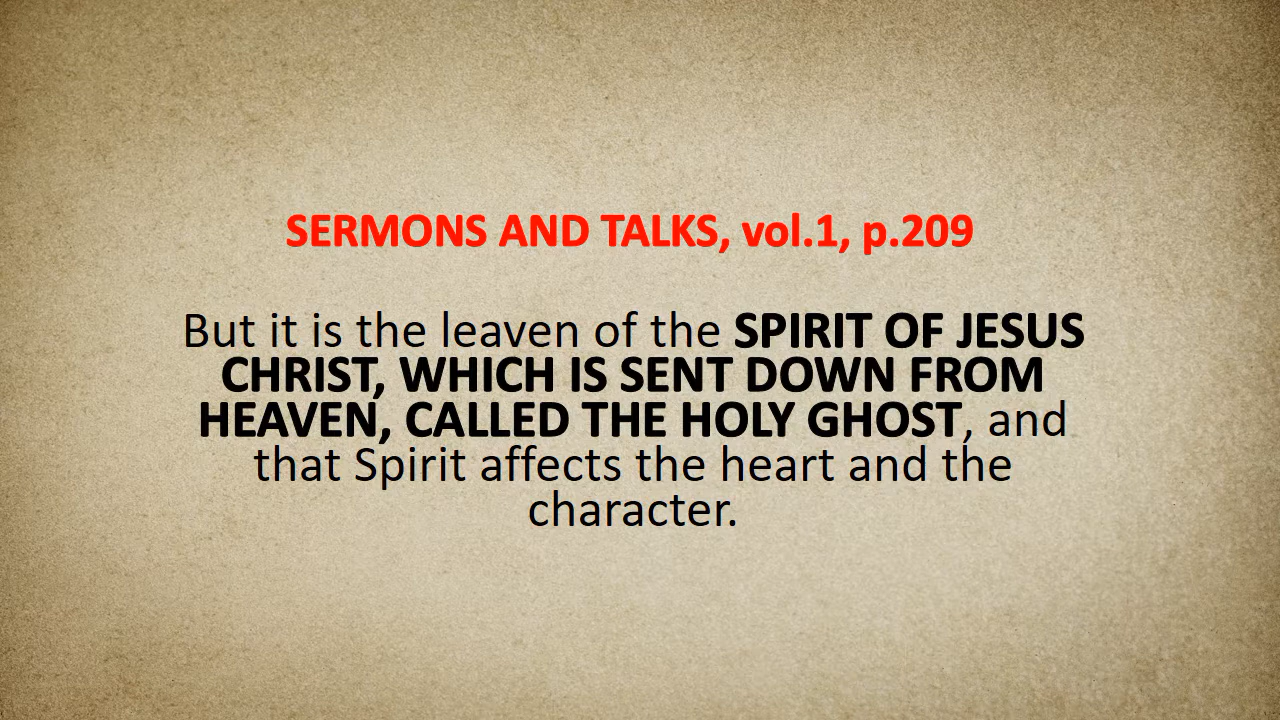 SERMONS AND TALKS, vol.1, p.209
But it is the leaven of the SPIRIT OF JESUS
CHRIST, WHICH IS SENT DOWN FROM
HEAVEN, CALLED THE HOLY GHOST, and
that Spirit affects the heart and the
character.